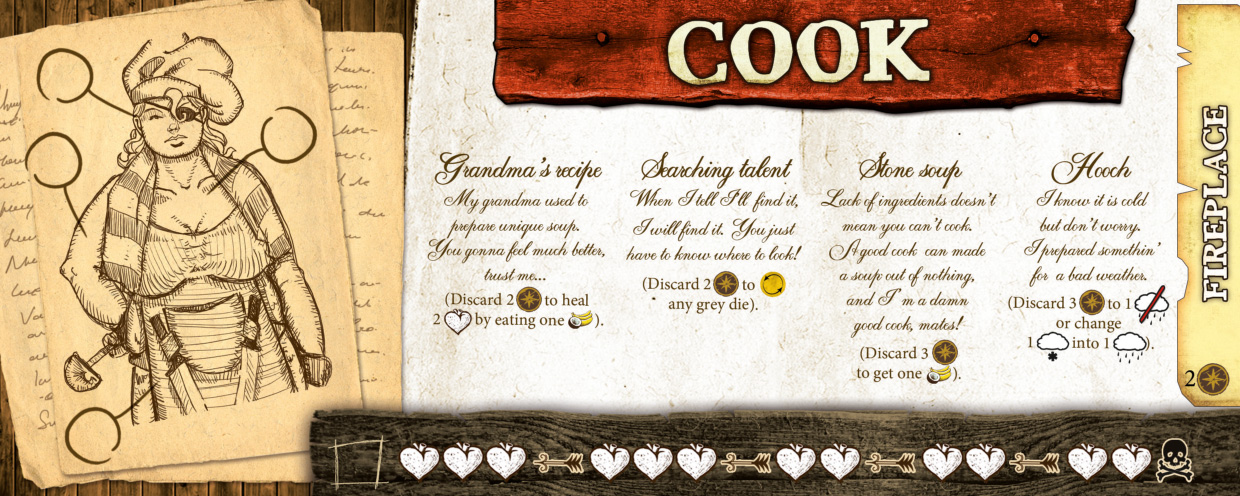 COOK
Grandma's recipe
My grandma used to
prepare unique soup.
You gonna feel much better,
trust me...
(Discard 2 to heal
2 by eating one ).
Searching talent
When I tell I'll find it,
I will find it. You just
have to know where to look!
(Discard 2 to
any grey die).
Stone soup
Lack of ingredients doesn't
mean you can't cook.
A good cook can made
a soup out of nothing,
and I'm a damn
good cook, mates!
(Discard 3
to get one ).
Hooch
I know it is cold
but don't worry.
I prepared somethin'
for a bad weather.
(Discard 3 to 1
or change
1 into 1 ).
FIREPLACE
2